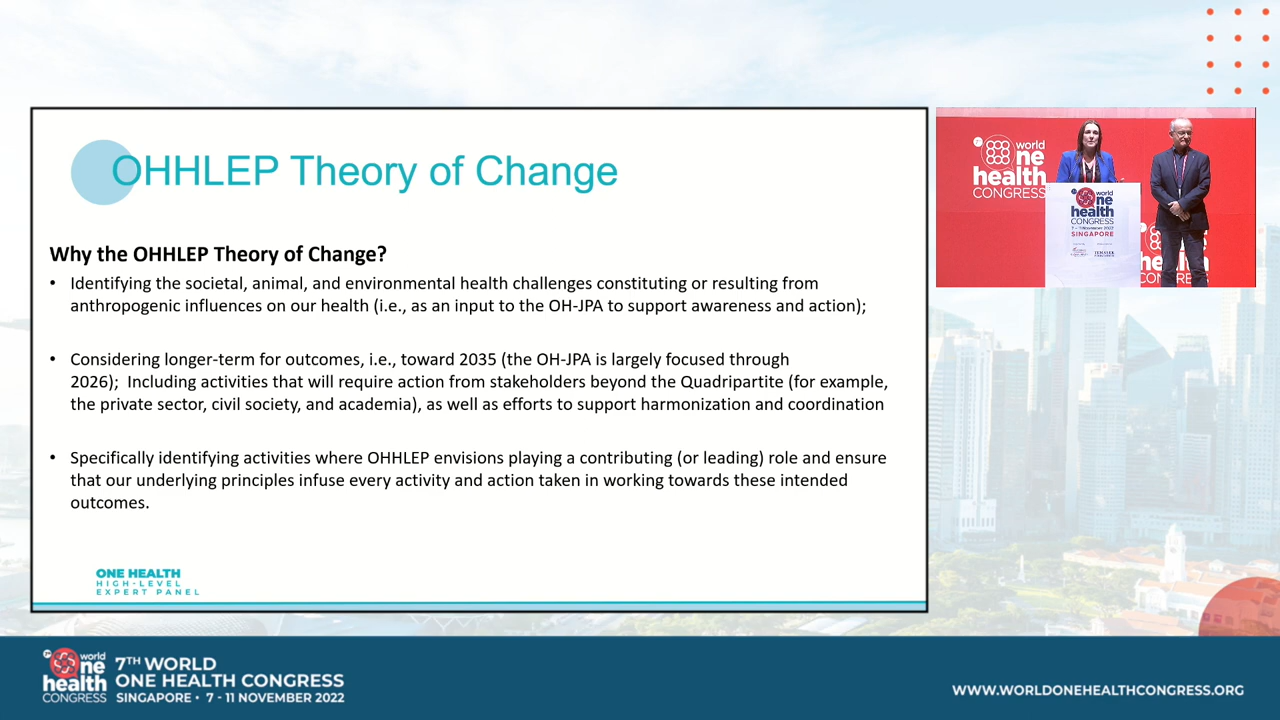 OHHLEP Theory of Change
Why the OHHLEP Theory of Change?
• Identifying the societal, animal, and environmental health challenges constituting or resulting from
anthropogenic influences on our health (i.e., as an input to the OH-JPA to support awareness and action);
• Considering longer-term for outcomes, i.e., toward 2035 (the OH-JPA is largely focused through
2026);  Including activities that will require action from stakeholders beyond the Quadripartite (for example,
the private sector, civil society, and academia), as well as efforts to support harmonization and coordination
• Specifically identifying activities where OHHLEP envisions playing a contributing (or leading) role and ensure
that our underlying principles infuse every activity and action taken in working towards these intended
outcomes.
ONE HEALTH
HIGH-LEVEL
EXPERT PANEL
world
one
health
CONGRESS
world
one
health
CONGRESS
SINGAPORE
health
CONGRESS
world
one
health
CONGRESS
7TH WORLD
ONE HEALTH CONGRESS
SINGAPORE • 7 - 11 NOVEMBER 2022
WWW.WORLDONEHEALTHCONGRESS.ORG